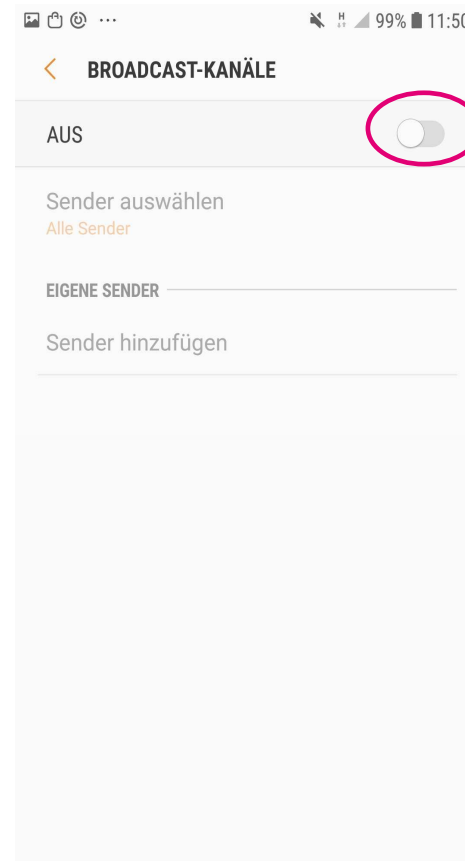 H 99% 11:50
BROADCAST-KANÄLE
AUS
Sender auswählen
Alle Sender
EIGENE SENDER
Sender hinzufügen